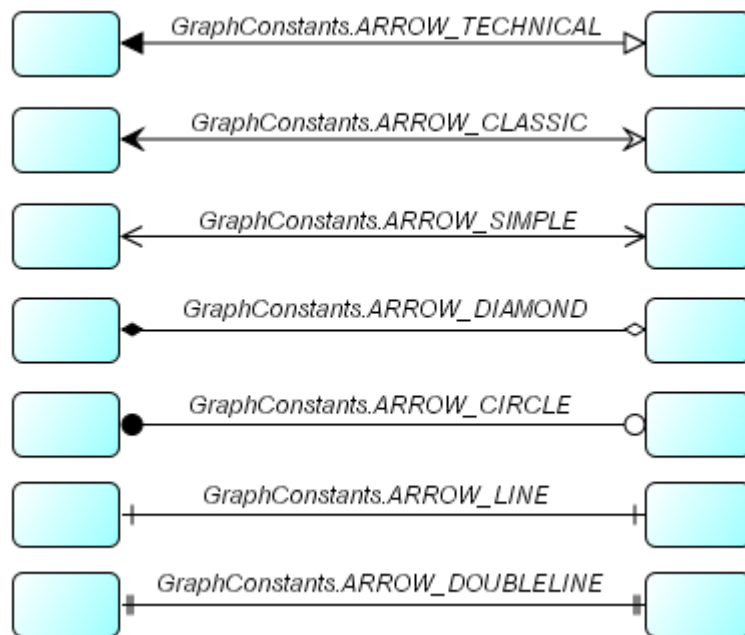 GraphConstants.ARROW_TECHNICAL
GraphConstants.ARROW_CLASSIC
GraphConstants.ARROW_SIMPLE
GraphConstants.ARROW_DIAMOND
GraphConstants.ARROW_CIRCLE
GraphConstants.ARROW_LINE
GraphConstants.ARROW_DOUBLELINE